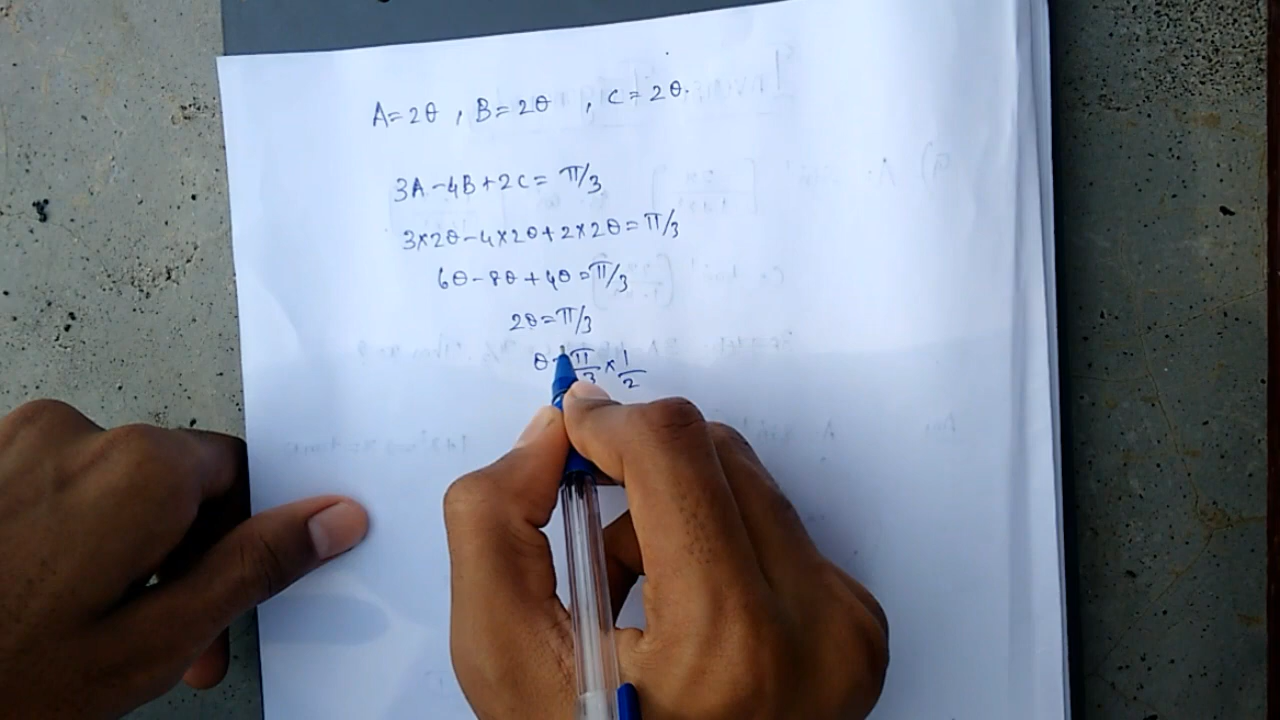 A=2θ , B=2θ , C=2θ.
3A-4B+2C= π/3
3×2θ-4×2θ+2×2θ=π/3
6θ-8θ+4θ=π/3
2θ=π/3
θ=π/3×1/2